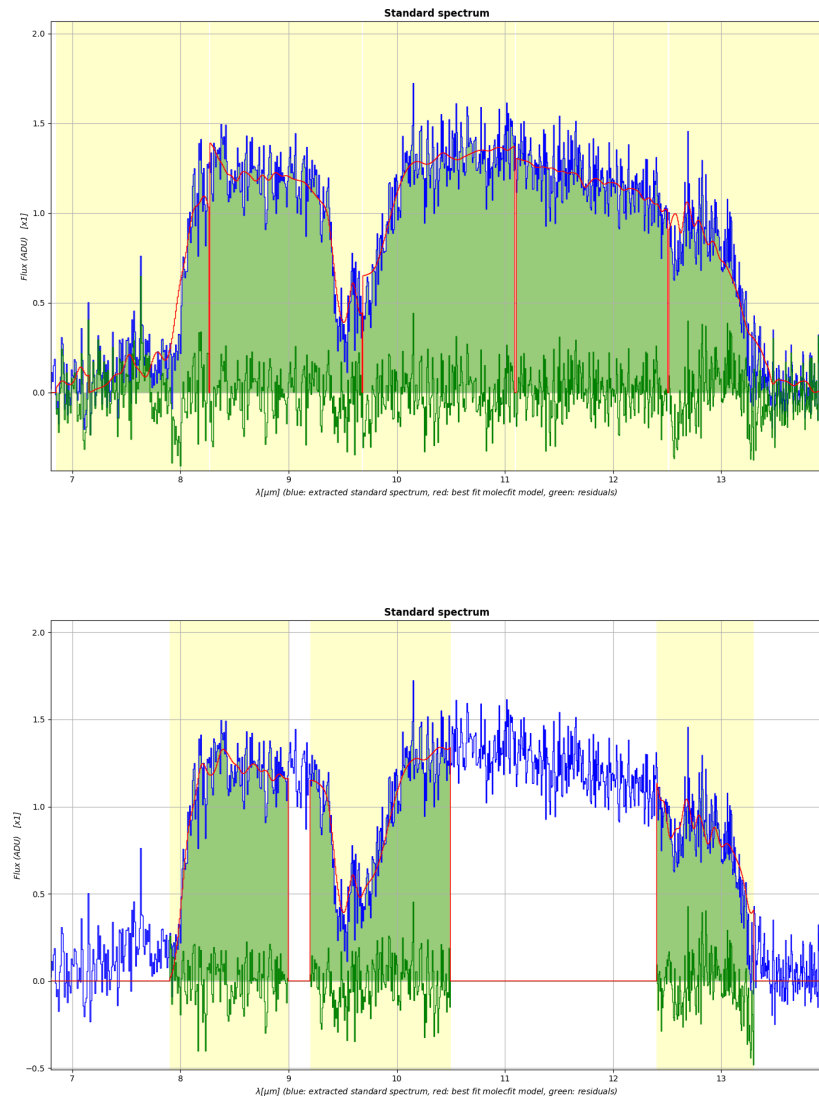 Standard spectrum
2.0
1.5
1.0
0.5
0.0
Flux (ADU) [x1]
7 8 9 10 11 12 13
λ[μm] (blue: extracted standard spectrum, red: best fit molecfit model, green: residuals)
Standard spectrum
2.0
1.5
1.0
0.5
0.0
−0.5
Flux (ADU) [x1]
7 8 9 10 11 12 13
λ[μm] (blue: extracted standard spectrum, red: best fit molecfit model, green: residuals)